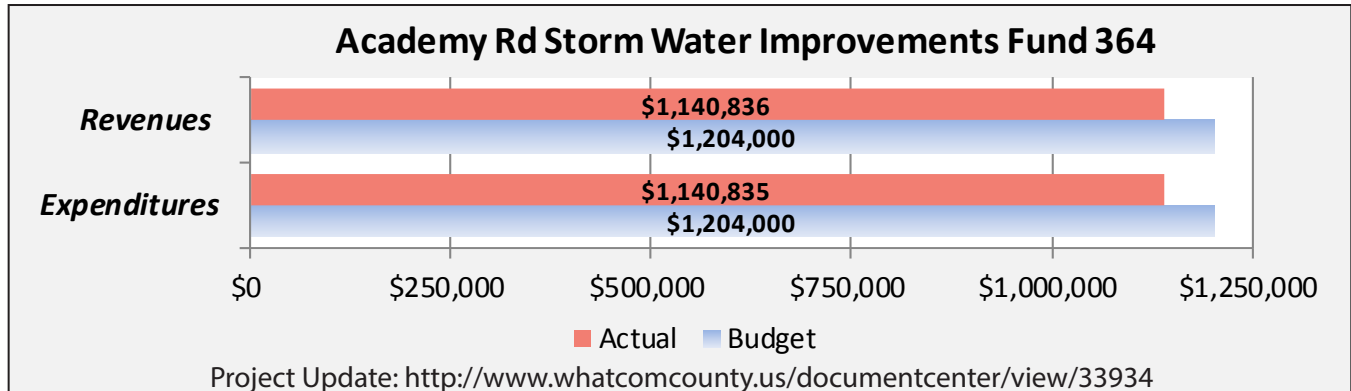 Academy Rd Storm Water Improvements Fund 364
Revenues
$1,140,836
$1,204,000
Expenditures
$1,140,835
$1,204,000
$0 $250,000 $500,000 $750,000 $1,000,000 $1,250,000
Actual Budget
Project Update: http://www.whatcomcounty.us/documentcenter/view/33934